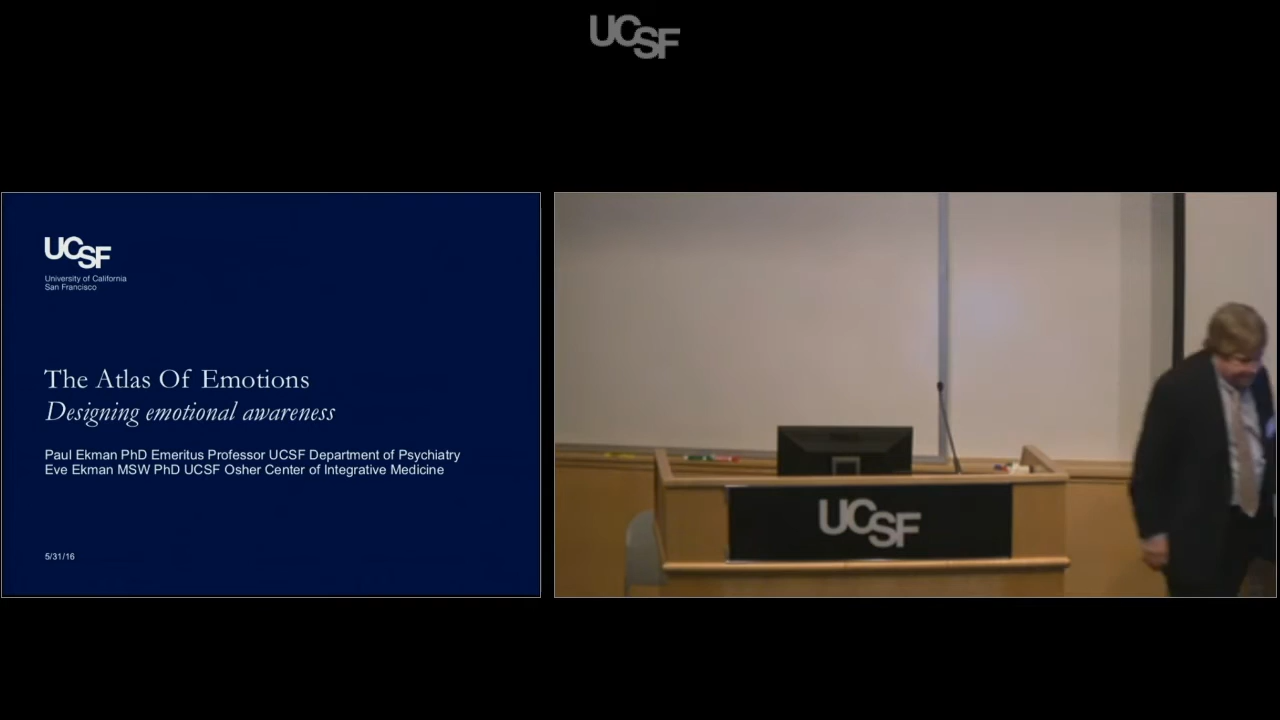 UCSF
UCSF
University of California
San Francisco
The Atlas Of Emotions
Designing emotional awareness
Paul Ekman PhD Emeritus Professor UCSF Department of Psychiatry
Eve Ekman MSW PhD UCSF Osher Center of Integrative Medicine
5/31/16
UCSF